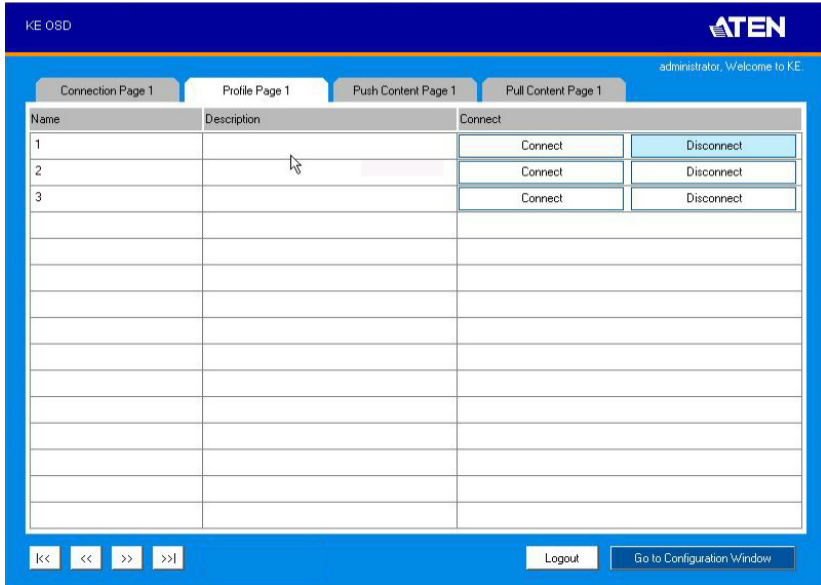 KE OSD
ATEN
administrator, Welcome to KE.
Connection Page 1 Profile Page 1 Push Content Page 1 Pull Content Page 1
Name Description Connect
1 Connect Disconnect
2 Connect Disconnect
3 Connect Disconnect
|<< << >> >>| Logout Go to Configuration Window